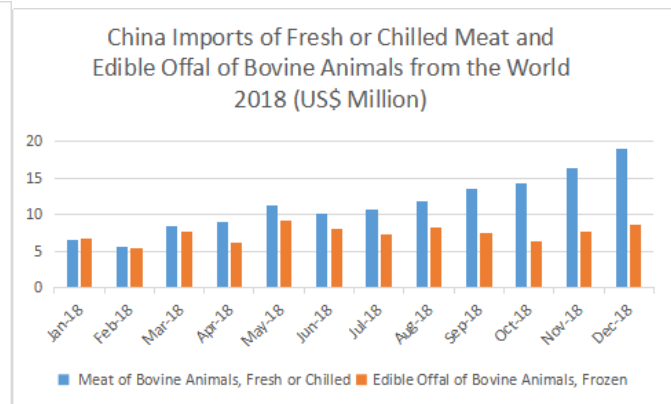 China Imports of Fresh or Chilled Meat and
Edible Offal of Bovine Animals from the World
2018 (US$ Million)
20
15
10
5
0
Jan-18
Feb-18
Mar-18
Apr-18
May-18
Jun-18
Jul-18
Aug-18
Sep-18
Oct-18
Nov-18
Dec-18
Meat of Bovine Animals, Fresh or Chilled
Edible Offal of Bovine Animals, Frozen